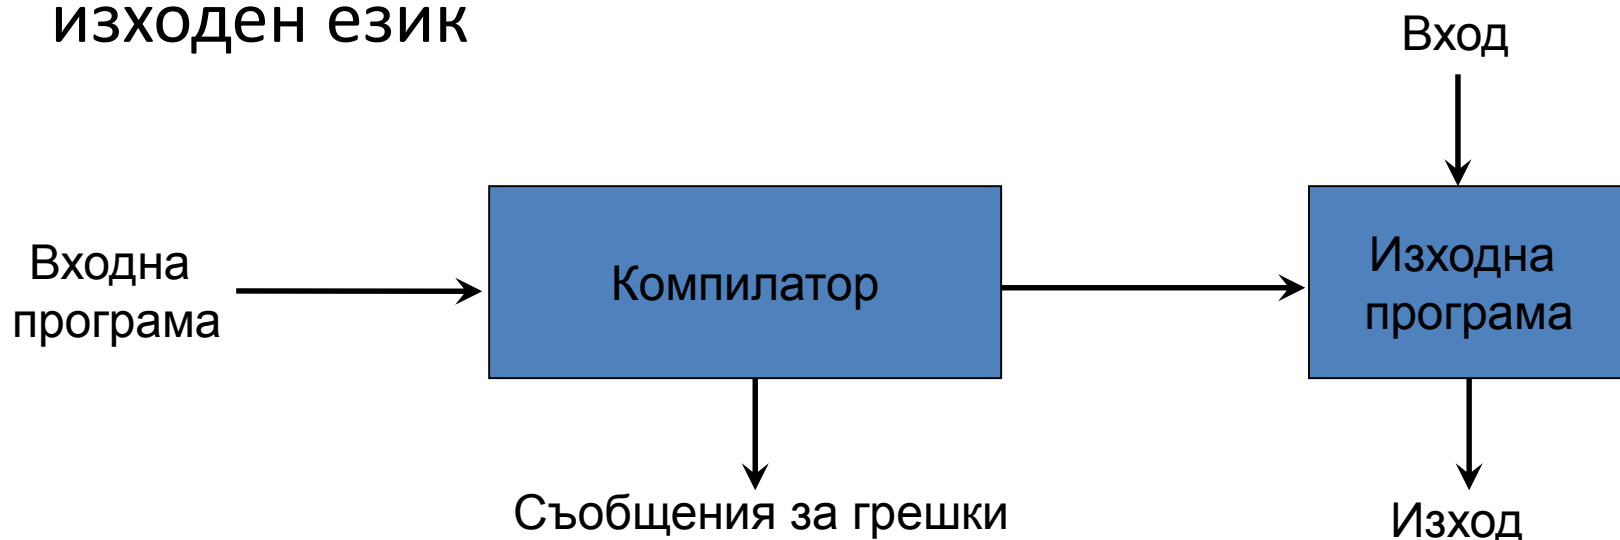 изходен език
Вход
Входна
програма
Компилатор
Изходна
програма
Съобщения за грешки
Изход